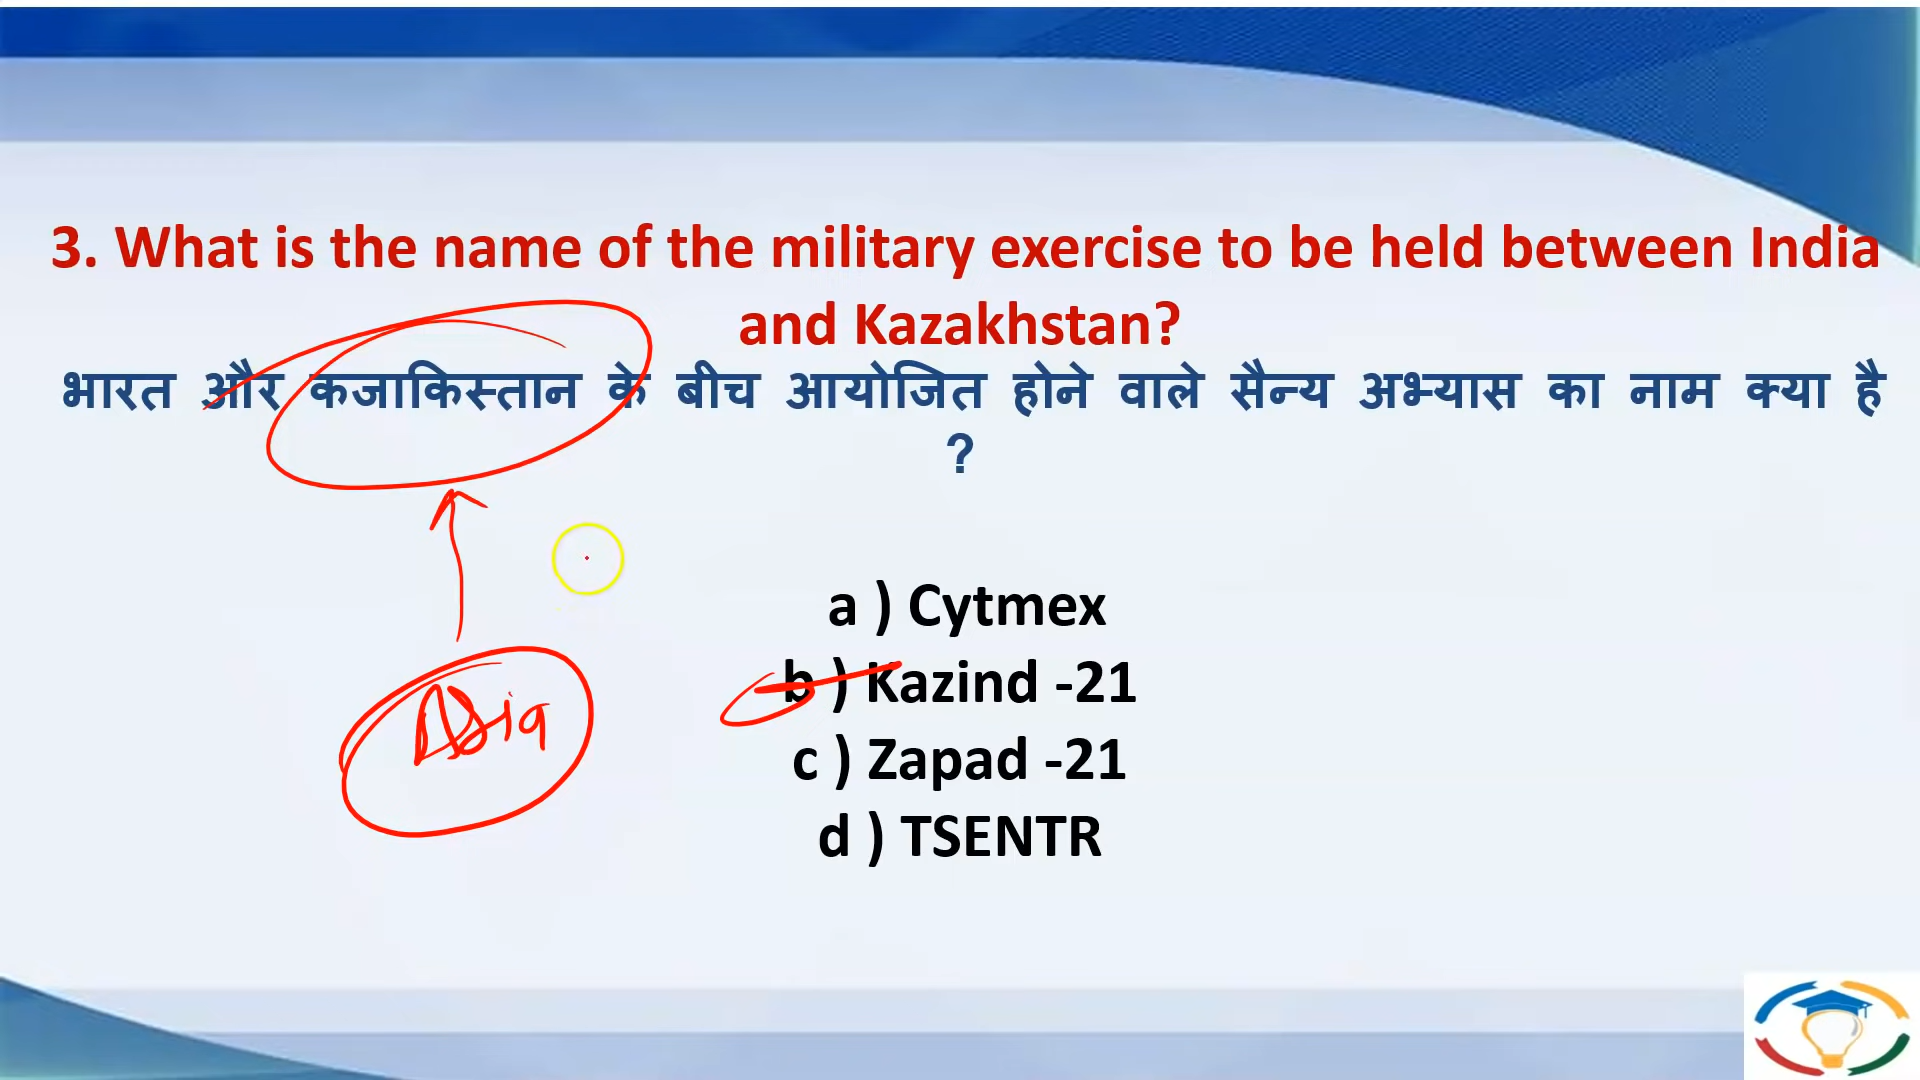 3. What is the name of the military exercise to be held between India
and Kazakhstan?
भारत और कजाकिस्तान के बीच आयोजित होने वाले सैन्य अभ्यास का नाम क्या है
?
a ) Cytmex
b ) Kazind -21
Asia
c ) Zapad -21
d ) TSENTR